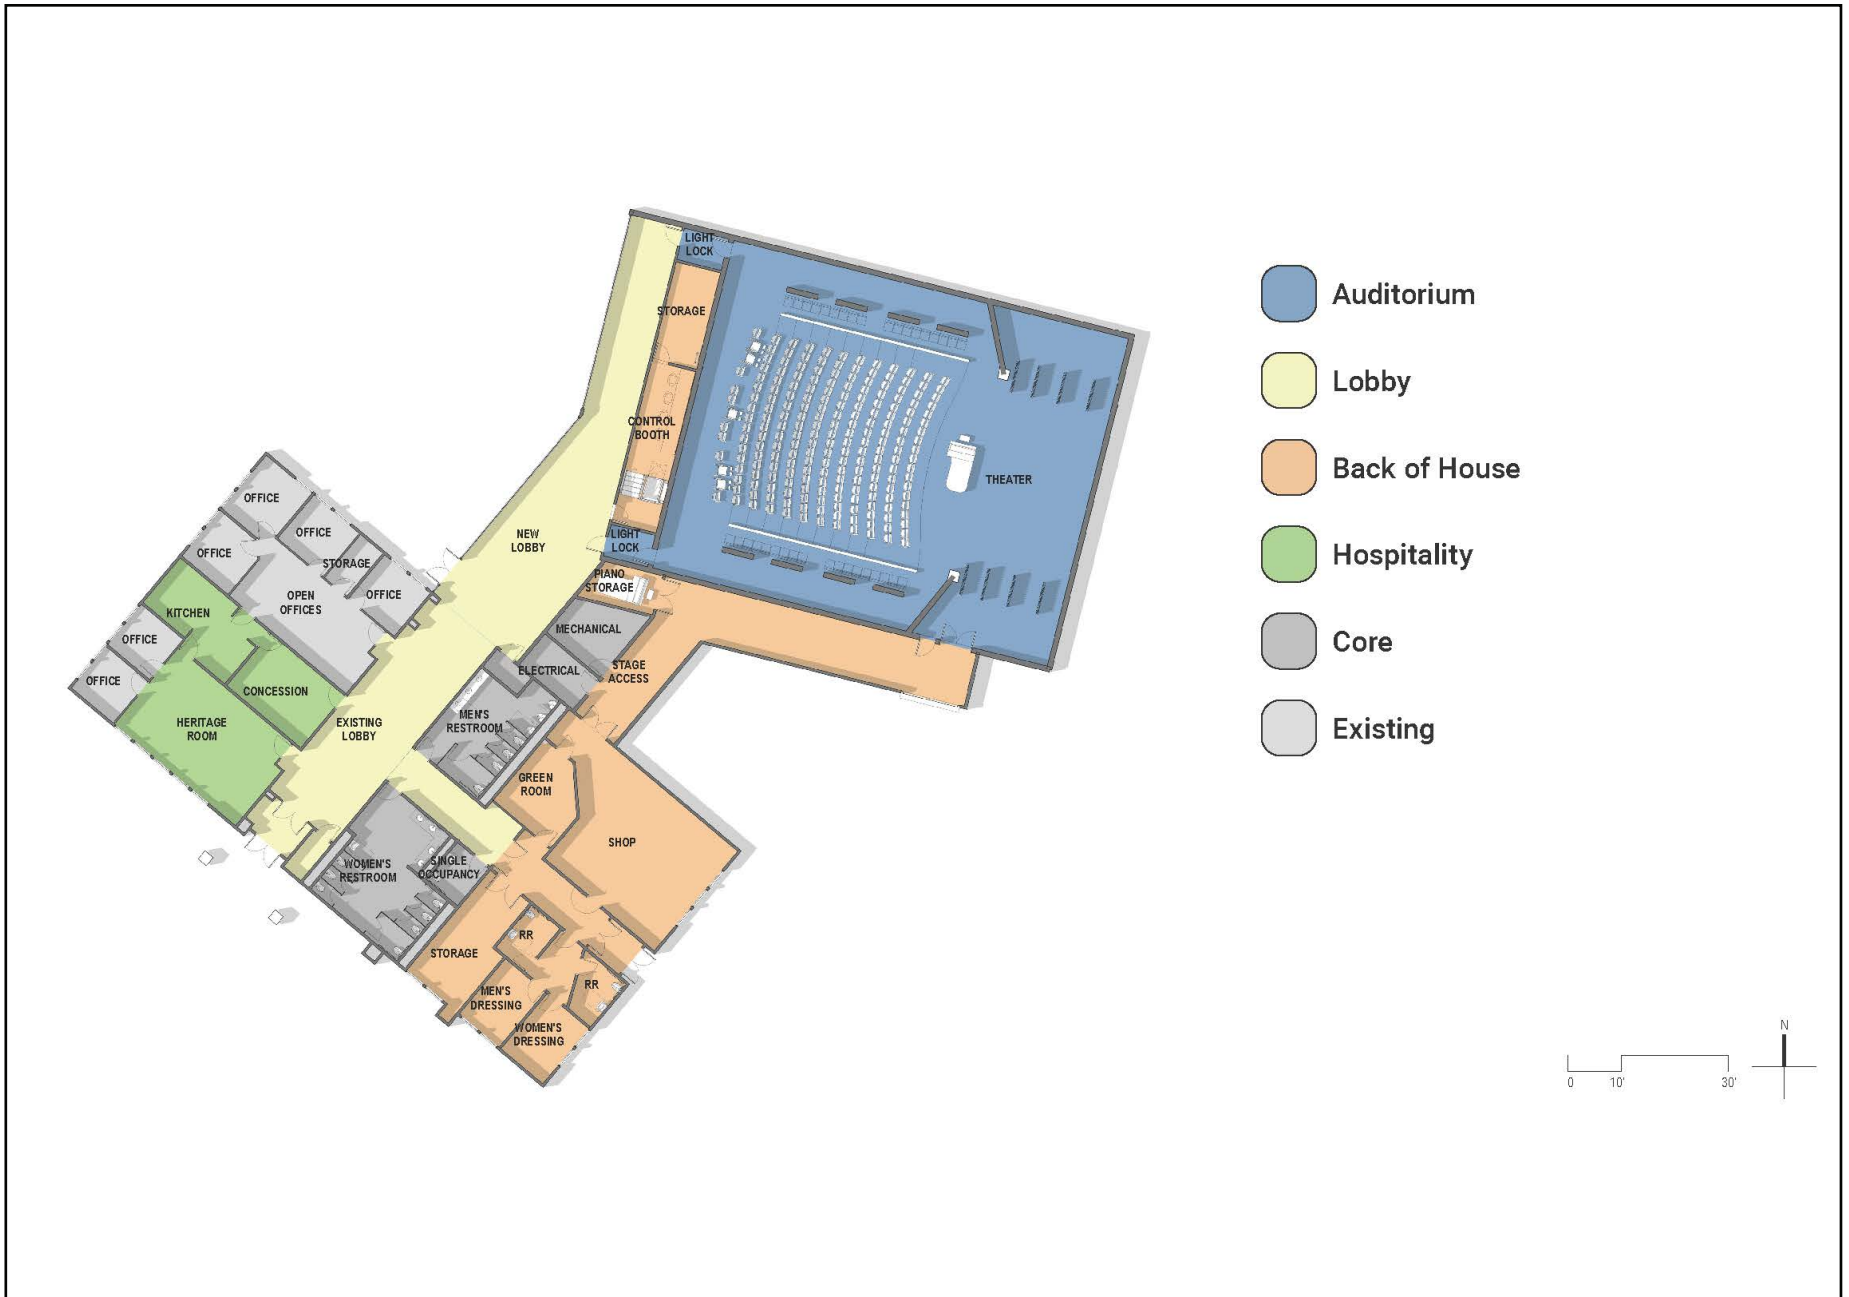 LIGHT
LOCK
STORAGE
CONTROL
BOOTH
THEATER
NEW
LOBBY
LIGHT
LOCK
PIANO
STORAGE
MECHANICAL
ELECTRICAL
STAGE
ACCESS
OFFICE
OFFICE
OFFICE
STORAGE
OFFICE
OPEN
OFFICES
KITCHEN
OFFICE
OFFICE
CONCESSION
HERITAGE
ROOM
EXISTING
LOBBY
MEN'S
RESTROOM
GREEN
ROOM
SHOP
WOMEN'S
RESTROOM
SINGLE
OCCUPANCY
STORAGE
RR
RR
MEN'S
DRESSING
WOMEN'S
DRESSING
Auditorium
Lobby
Back of House
Hospitality
Core
Existing
N
0 10' 30'